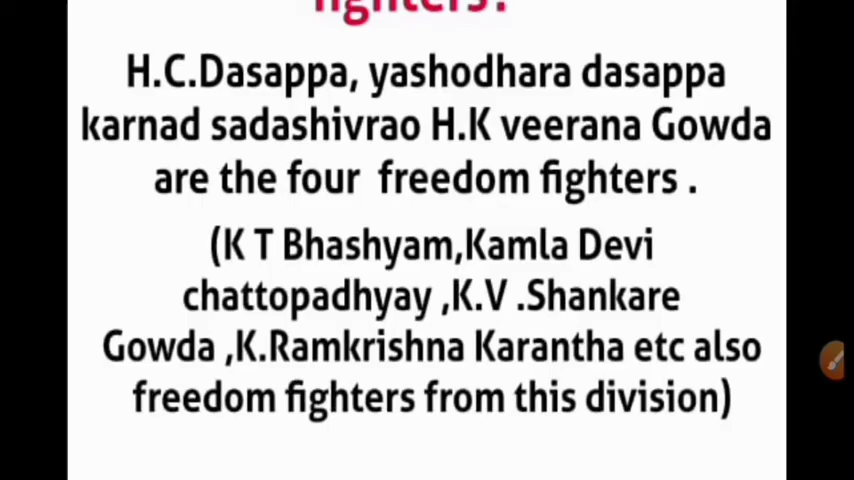 fighters?
H.C.Dasappa, yashodhara dasappa
karnad sadashivrao H.K veerana Gowda
are the four freedom fighters .
(K T Bhashyam,Kamla Devi
chattopadhyay ,K.V .Shankare
Gowda ,K.Ramkrishna Karantha etc also
freedom fighters from this division)